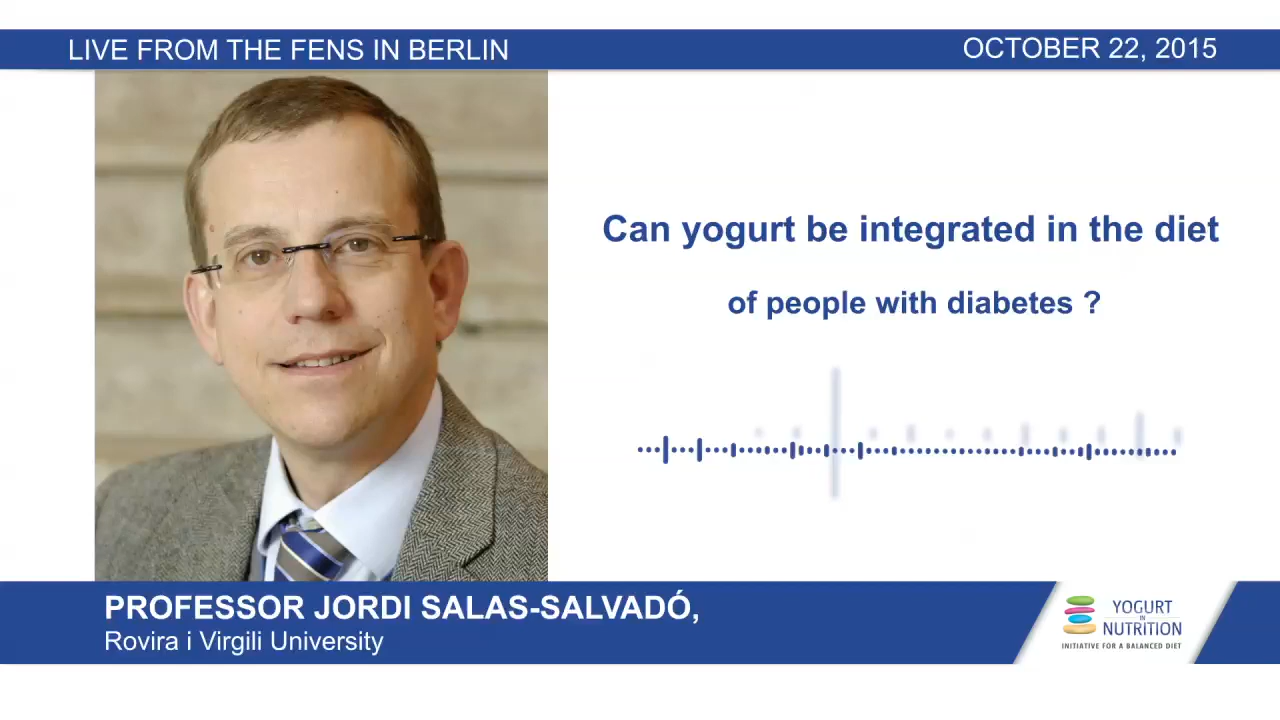 LIVE FROM THE FENS IN BERLIN
OCTOBER 22, 2015
Can yogurt be integrated in the diet
of people with diabetes ?
PROFESSOR JORDI SALAS-SALVADÓ,
Rovira i Virgili University
YOGURT
IN
NUTRITION
INITIATIVE FOR A BALANCED DIET